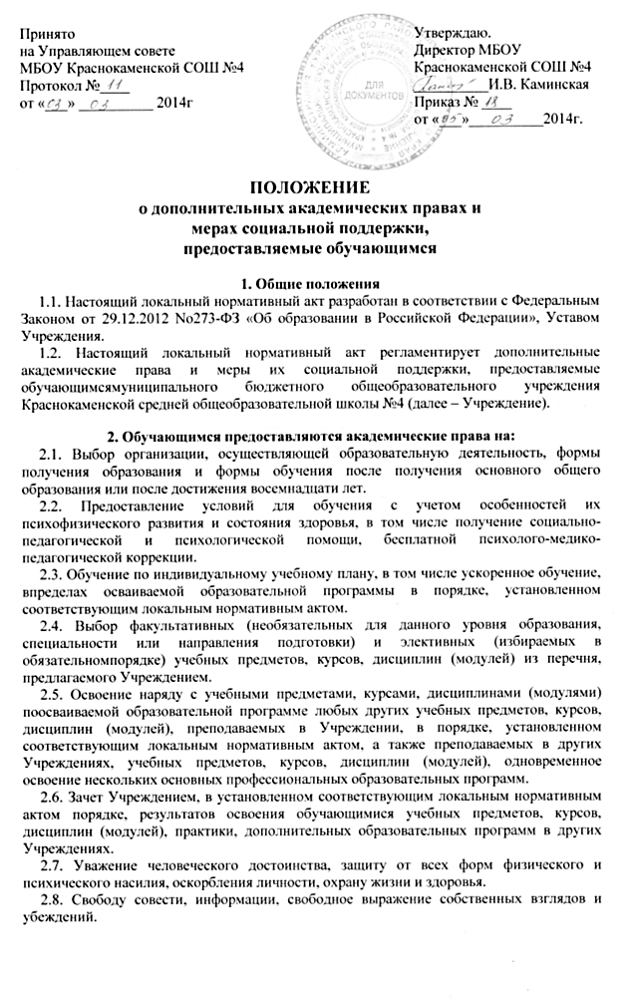 Принято
на Управляющем совете
МБОУ Краснокаменской СОШ №4
Протокол № 11
от «03» 03 2014г
Утверждаю.
Директор МБОУ
Краснокаменской СОШ №4
И.В. Каминская
Приказ № 18
от «05» 03 2014г.
ДЛЯ
ДОКУМЕНТОВ
ПОЛОЖЕНИЕ
о дополнительных академических правах и
мерах социальной поддержки,
предоставляемые обучающимся
1. Общие положения
1.1. Настоящий локальный нормативный акт разработан в соответствии с Федеральным
Законом от 29.12.2012 No273-ФЗ «Об образовании в Российской Федерации», Уставом
Учреждения.
1.2. Настоящий локальный нормативный акт регламентирует дополнительные
академические права и меры их социальной поддержки, предоставляемые
обучающимсямуниципального бюджетного общеобразовательного учреждения
Краснокаменской средней общеобразовательной школы №4 (далее – Учреждение).
2. Обучающимся предоставляются академические права на:
2.1. Выбор организации, осуществляющей образовательную деятельность, формы
получения образования и формы обучения после получения основного общего
образования или после достижения восемнадцати лет.
2.2. Предоставление условий для обучения с учетом особенностей их
психофизического развития и состояния здоровья, в том числе получение социально-
педагогической и психологической помощи, бесплатной психолого-медико-
педагогической коррекции.
2.3. Обучение по индивидуальному учебному плану, в том числе ускоренное обучение,
впределах осваиваемой образовательной программы в порядке, установленном
соответствующим локальным нормативным актом.
2.4. Выбор факультативных (необязательных для данного уровня образования,
специальности или направления подготовки) и элективных (избираемых в
обязательномпорядке) учебных предметов, курсов, дисциплин (модулей) из перечня,
предлагаемого Учреждением.
2.5. Освоение наряду с учебными предметами, курсами, дисциплинами (модулями)
поосваиваемой образовательной программе любых других учебных предметов, курсов,
дисциплин (модулей), преподаваемых в Учреждении, в порядке, установленном
соответствующим локальным нормативным актом, а также преподаваемых в других
Учреждениях, учебных предметов, курсов, дисциплин (модулей), одновременное
освоение нескольких основных профессиональных образовательных программ.
2.6. Зачет Учреждением, в установленном соответствующим локальным нормативным
актом порядке, результатов освоения обучающимися учебных предметов, курсов,
дисциплин (модулей), практики, дополнительных образовательных программ в других
Учреждениях.
2.7. Уважение человеческого достоинства, защиту от всех форм физического и
психического насилия, оскорбления личности, охрану жизни и здоровья.
2.8. Свободу совести, информации, свободное выражение собственных взглядов и
убеждений.